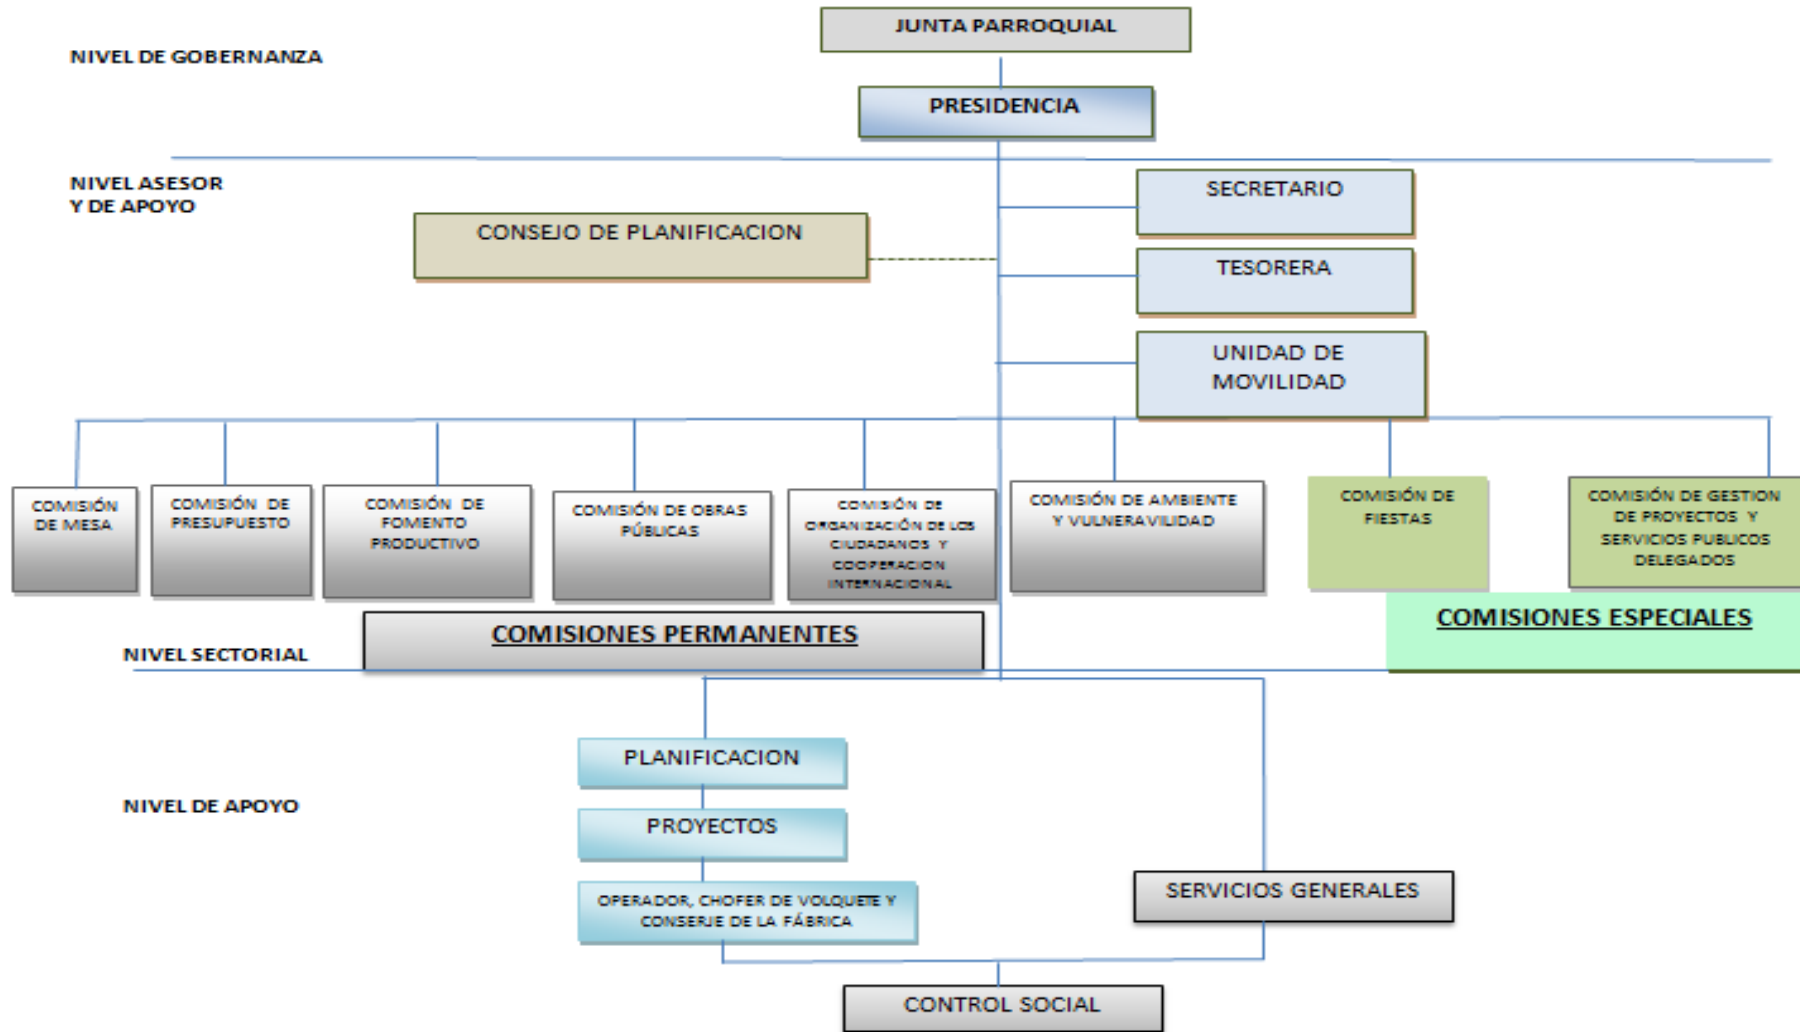 JUNTA PARROQUIAL
NIVEL DE GOBERNANZA
PRESIDENCIA
NIVEL ASESOR
Y DE APOYO
SECRETARIO
CONSEJO DE PLANIFICACION
TESORERA
UNIDAD DE
MOVILIDAD
COMISIÓN
DE MESA
COMISIÓN DE
PRESUPUESTO
COMISIÓN DE
FOMENTO
PRODUCTIVO
COMISIÓN DE OBRAS
PÚBLICAS
COMISIÓN DE
ORGANIZACIÓN DE LOS
CIUDADANOS Y
COOPERACION
INTERNACIONAL
COMISIÓN DE AMBIENTE
Y VULNERAVILIDAD
COMISIÓN DE
FIESTAS
COMISIÓN DE GESTION
DE PROYECTOS Y
SERVICIOS PUBLICOS
DELEGADOS
COMISIONES PERMANENTES
COMISIONES ESPECIALES
NIVEL SECTORIAL
PLANIFICACION
NIVEL DE APOYO
PROYECTOS
OPERADOR, CHOFER DE VOLQUETE Y
CONSERJE DE LA FÁBRICA
SERVICIOS GENERALES
CONTROL SOCIAL